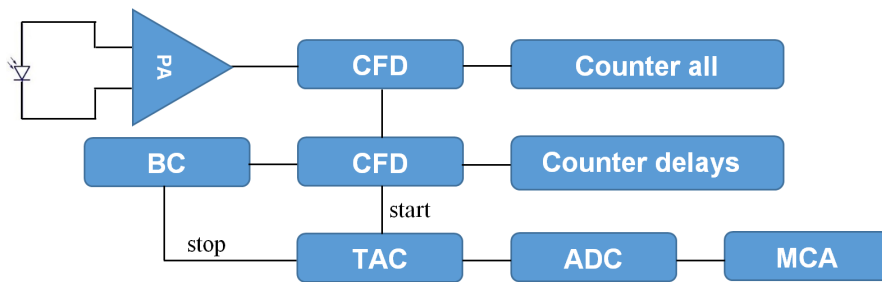 PA
CFD
Counter all
BC
CFD
Counter delays
start
stop
TAC
ADC
MCA